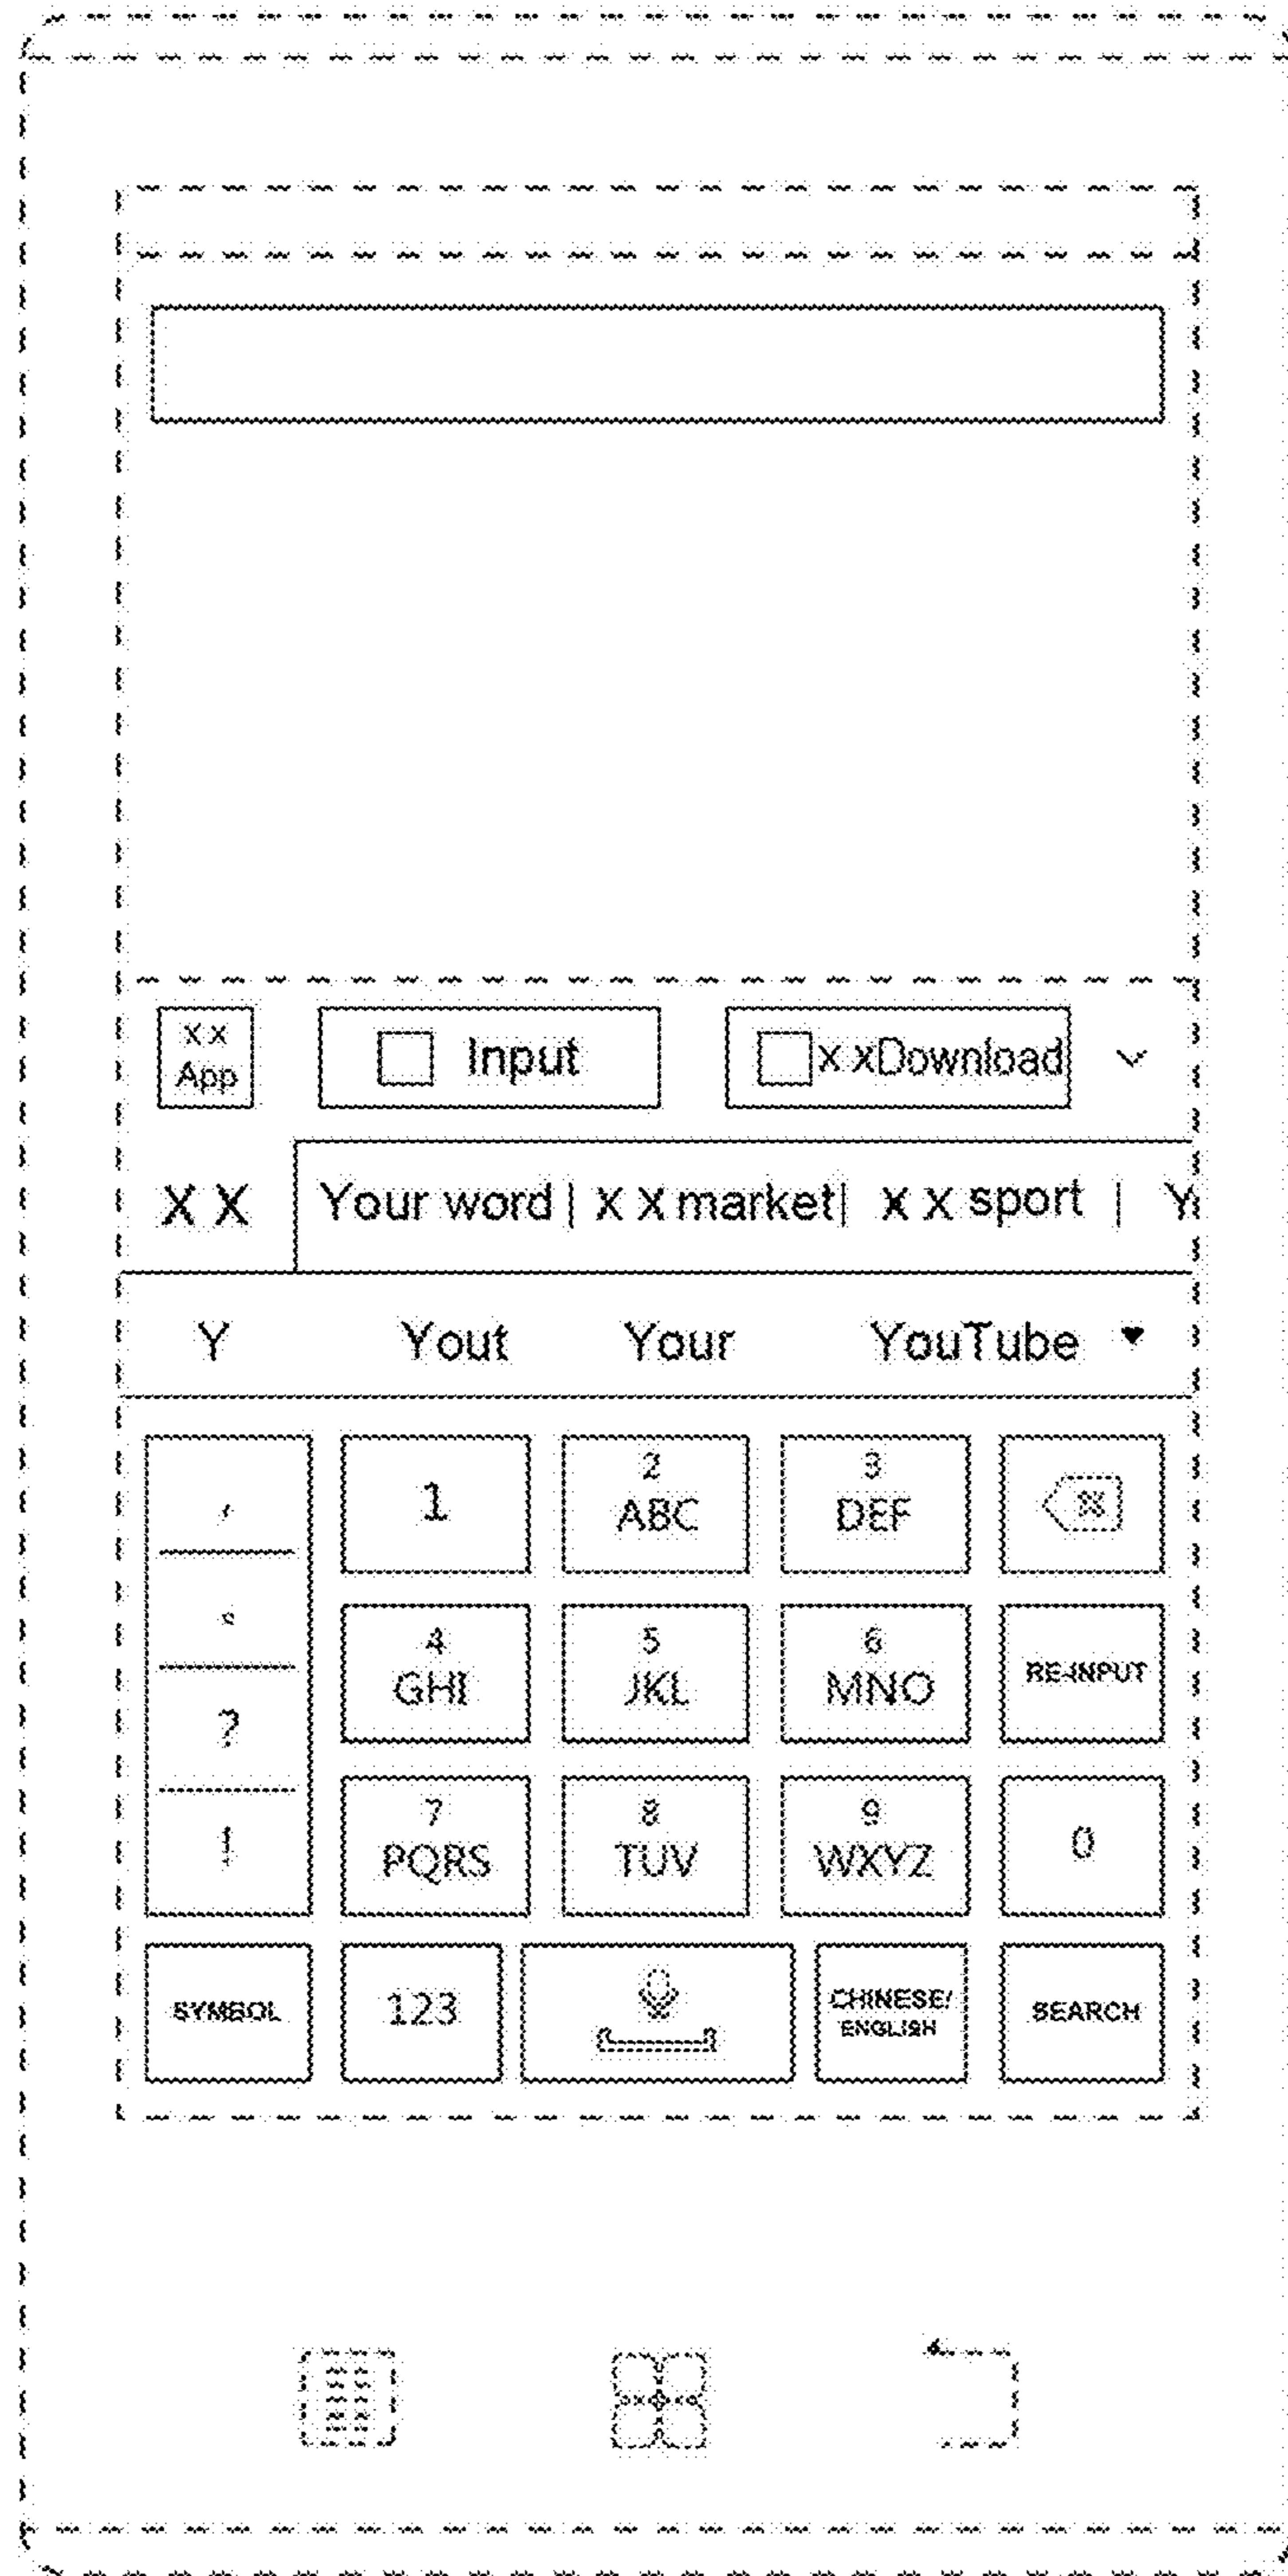 x x
App
Input
x xDownload
X X
Your word | x x market | x x sport | Y
Y Yout Your YouTube
,
1
2
ABC
3
DEF
。
4
GHI
5
JKL
6
MNO
RE-INPUT
?
!
7
PQRS
8
TUV
9
WXYZ
0
SYMBOL
123
CHINESE/
ENGLISH
SEARCH